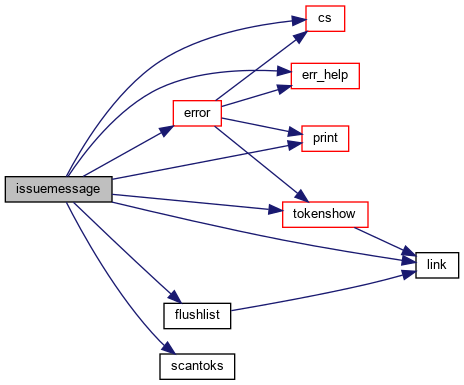 cs
err_help
error
print
issuemessage
tokenshow
link
flushlist
scantoks